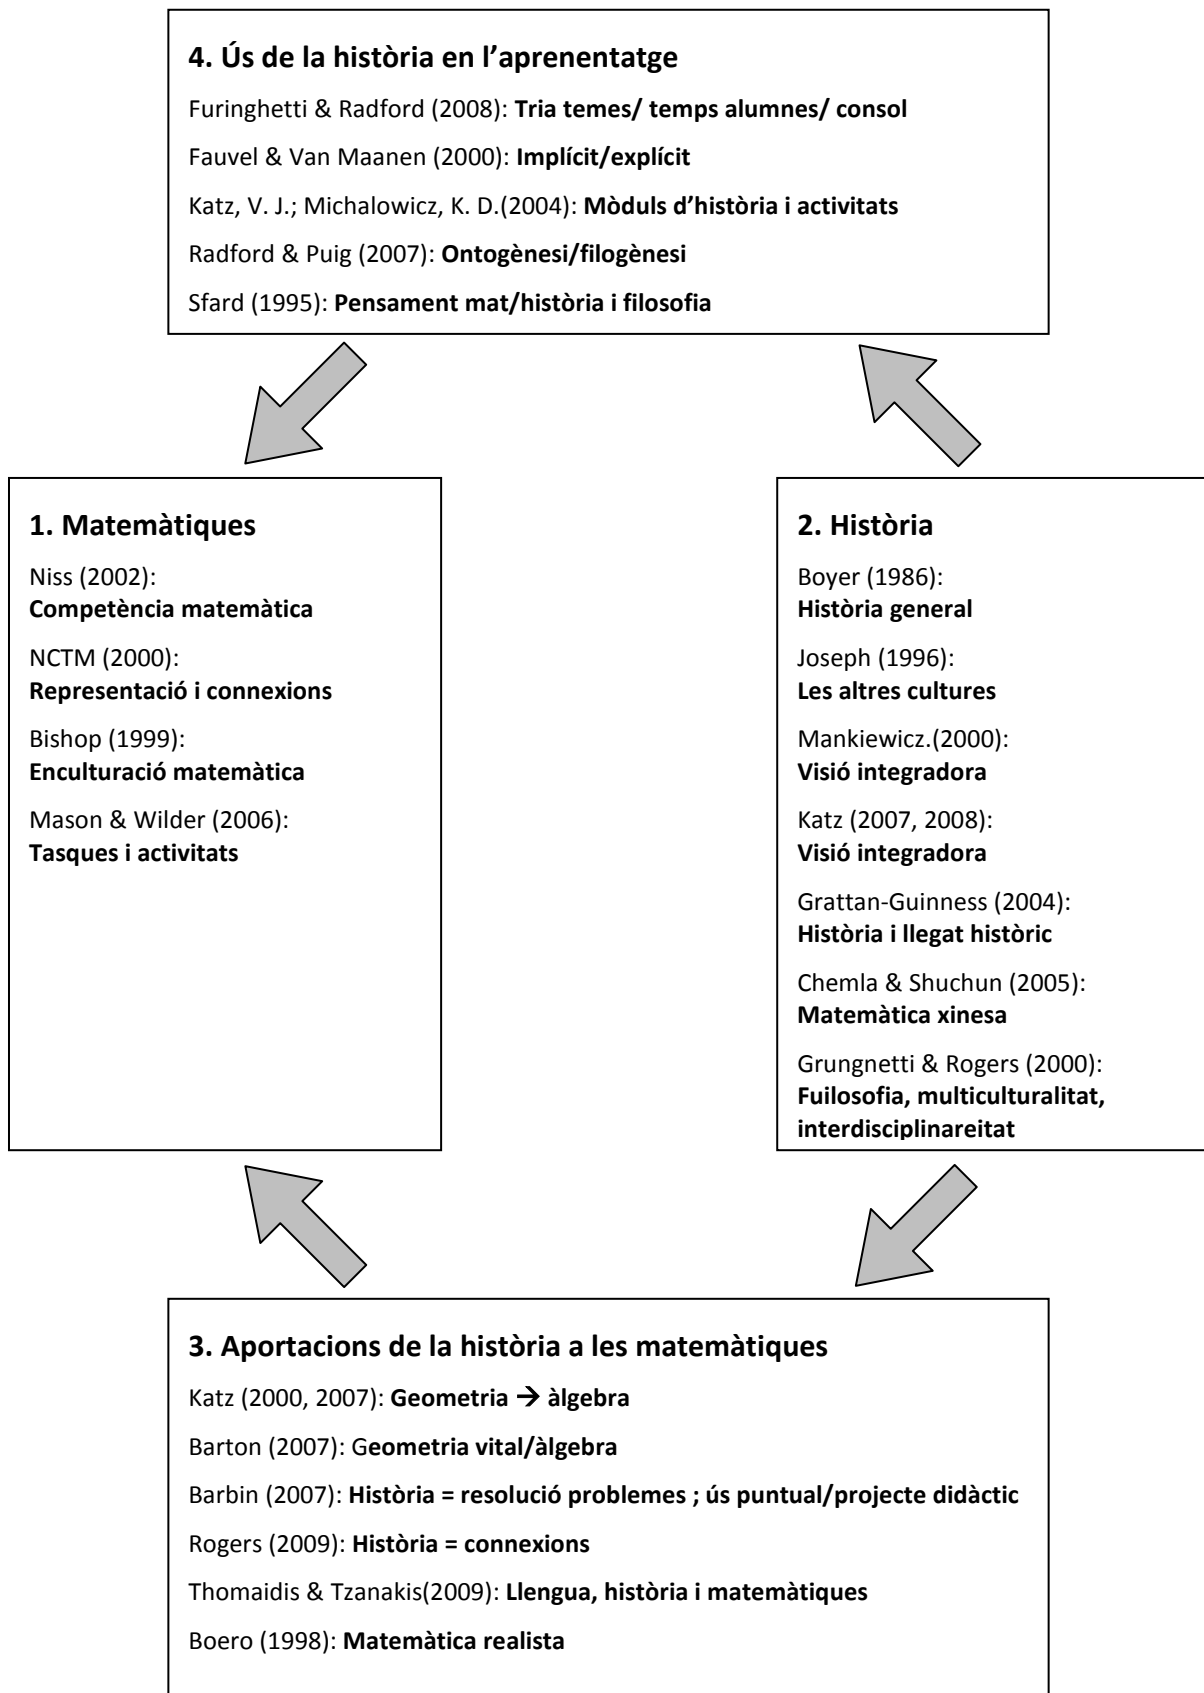 4. Ús de la història en l’aprenentatge
Furinghetti & Radford (2008): Tria temes/ temps alumnes/ consol
Fauvel & Van Maanen (2000): Implícit/explícit
Katz, V. J.; Michalowicz, K. D.(2004): Mòduls d’història i activitats
Radford & Puig (2007): Ontogènesi/filogènesi
Sfard (1995): Pensament mat/història i filosofia
1. Matemàtiques
Niss (2002):
Competència matemàtica
NCTM (2000):
Representació i connexions
Bishop (1999):
Enculturació matemàtica
Mason & Wilder (2006):
Tasques i activitats
2. Història
Boyer (1986):
Història general
Joseph (1996):
Les altres cultures
Mankiewicz.(2000):
Visió integradora
Katz (2007, 2008):
Visió integradora
Grattan-Guinness (2004):
Història i llegat històric
Chemla & Shuchun (2005):
Matemàtica xinesa
Grungnetti & Rogers (2000):
Fuilosofia, multiculturalitat,
interdisciplinareitat
3. Aportacions de la història a les matemàtiques
Katz (2000, 2007): Geometria → àlgebra
Barton (2007): Geometria vital/àlgebra
Barbin (2007): Història = resolució problemes ; ús puntual/projecte didàctic
Rogers (2009): Història = connexions
Thomaidis & Tzanakis(2009): Llengua, història i matemàtiques
Boero (1998): Matemàtica realista